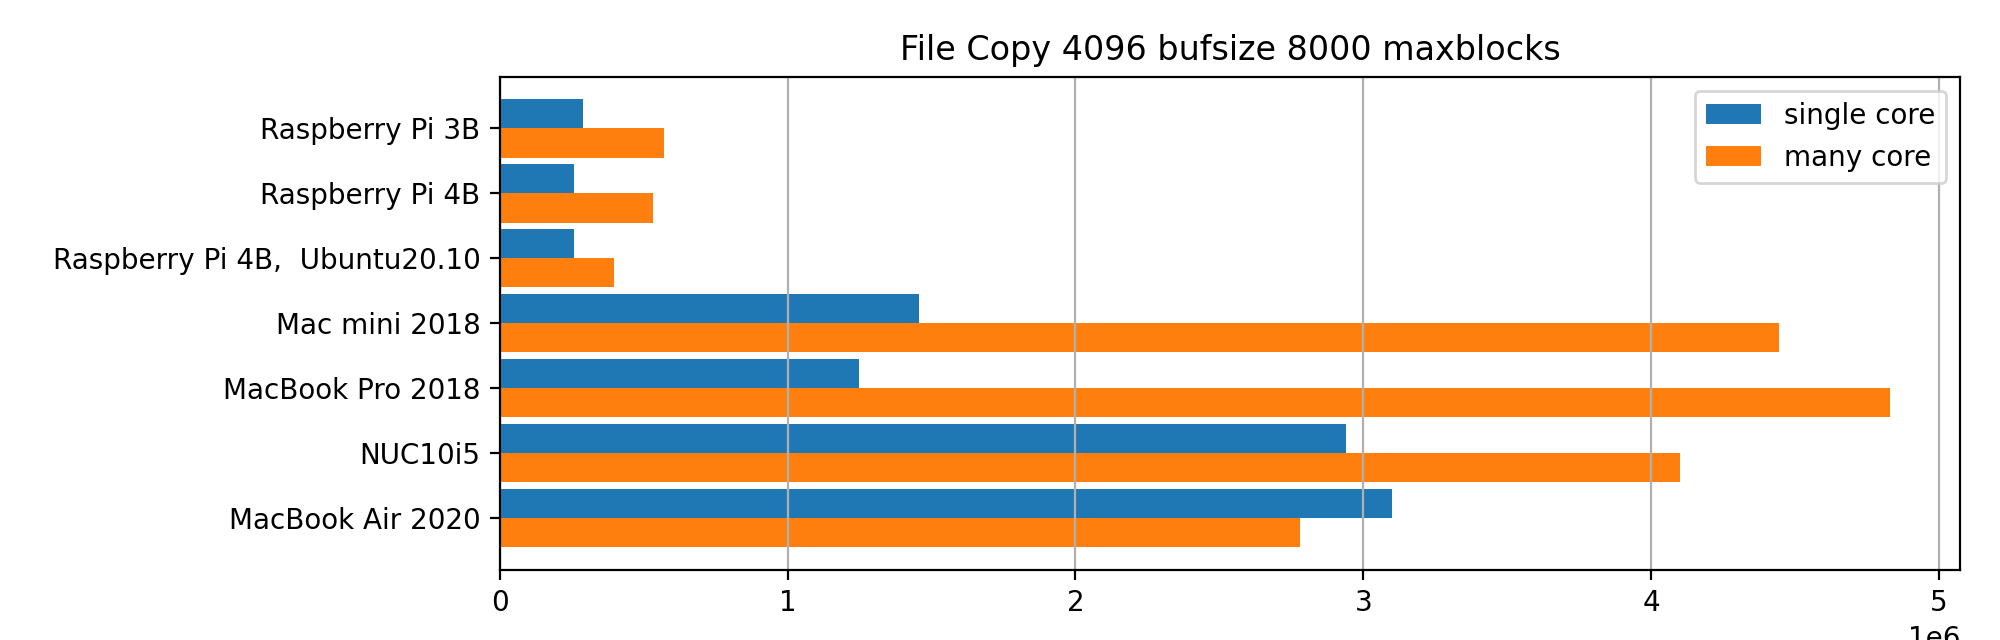 File Copy 4096 bufsize 8000 maxblocks
single core
many core
Raspberry Pi 3B
Raspberry Pi 4B
Raspberry Pi 4B,  Ubuntu20.10
Mac mini 2018
MacBook Pro 2018
NUC10i5
MacBook Air 2020
0 1 2 3 4 5
1e6